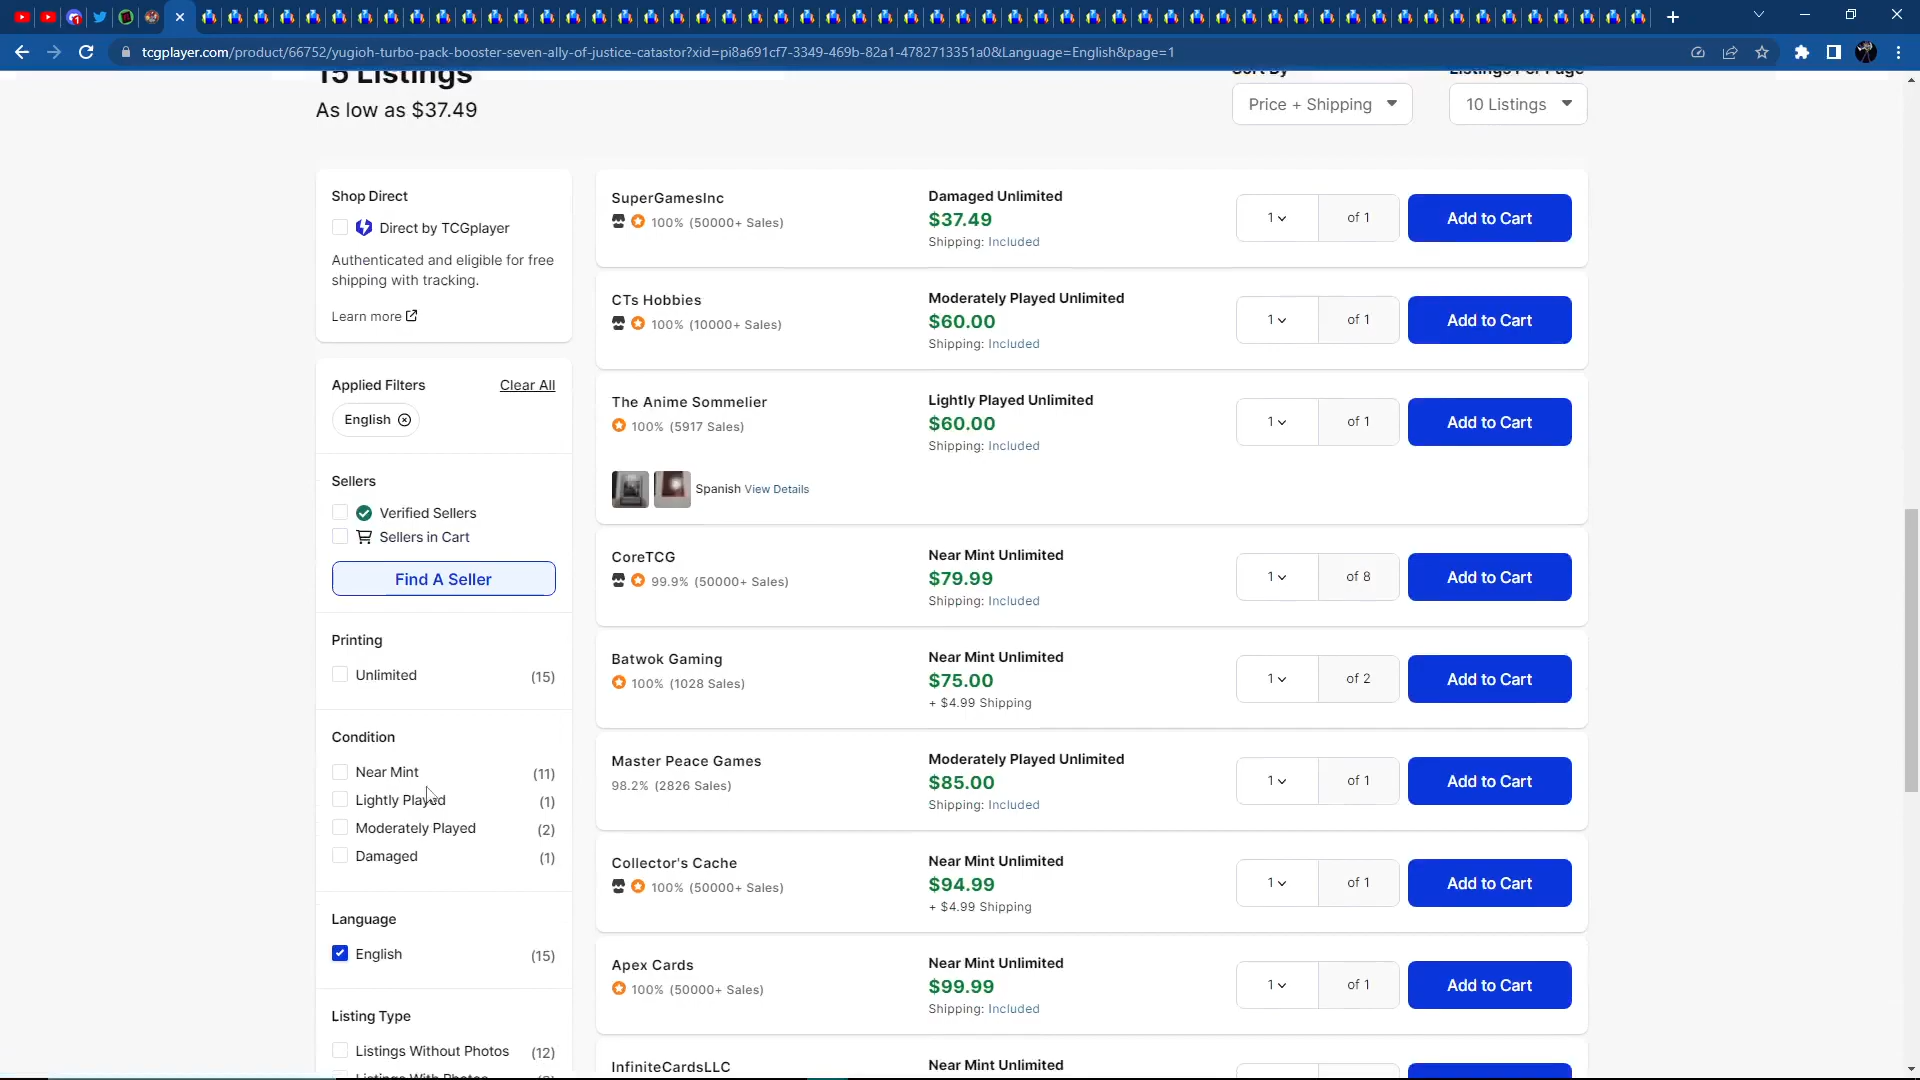 tcgplayer.com/product/66752/yugioh-turbo-pack-booster-seven-ally-of-justice-catastor?xid=pi8a691cf7-3349-469b-82a1-4782713351a0&Language=English&page=1
15 Listings
As low as $37.49
Sort By
Listings Per Page
Price + Shipping
10 Listings
Shop Direct
Direct by TCGplayer
Authenticated and eligible for free
shipping with tracking.
Learn more
Applied Filters
Clear All
English
Sellers
Verified Sellers
Sellers in Cart
Find A Seller
Printing
Unlimited (15)
Condition
Near Mint (11)
Lightly Played (1)
Moderately Played (2)
Damaged (1)
Language
English (15)
Listing Type
Listings Without Photos (12)
Listings With Photos
SuperGamesInc
100% (50000+ Sales)
Damaged Unlimited
$37.49
Shipping: Included
1
of 1
Add to Cart
CTs Hobbies
100% (10000+ Sales)
Moderately Played Unlimited
$60.00
Shipping: Included
1
of 1
Add to Cart
The Anime Sommelier
100% (5917 Sales)
Lightly Played Unlimited
$60.00
Shipping: Included
1
of 1
Add to Cart
Spanish View Details
CoreTCG
99.9% (50000+ Sales)
Near Mint Unlimited
$79.99
Shipping: Included
1
of 8
Add to Cart
Batwok Gaming
100% (1028 Sales)
Near Mint Unlimited
$75.00
+ $4.99 Shipping
1
of 2
Add to Cart
Master Peace Games
98.2% (2826 Sales)
Moderately Played Unlimited
$85.00
Shipping: Included
1
of 1
Add to Cart
Collector's Cache
100% (50000+ Sales)
Near Mint Unlimited
$94.99
+ $4.99 Shipping
1
of 1
Add to Cart
Apex Cards
100% (50000+ Sales)
Near Mint Unlimited
$99.99
Shipping: Included
1
of 1
Add to Cart
InfiniteCardsLLC
Near Mint Unlimited